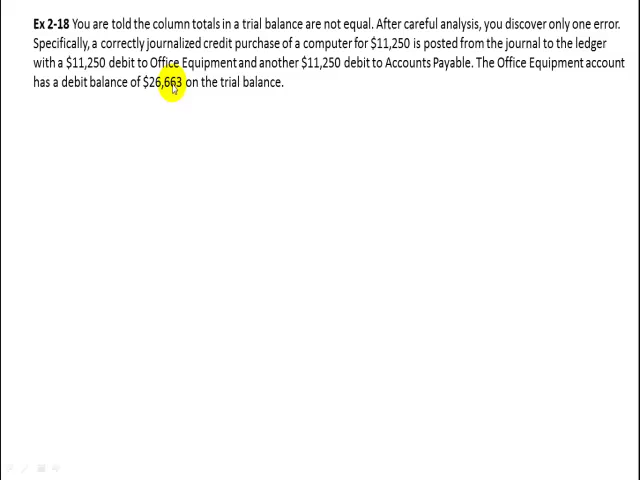 Ex 2-18 You are told the column totals in a trial balance are not equal. After careful analysis, you discover only one error.
Specifically, a correctly journalized credit purchase of a computer for $11,250 is posted from the journal to the ledger
with a $11,250 debit to Office Equipment and another $11,250 debit to Accounts Payable. The Office Equipment account
has a debit balance of $26,663 on the trial balance.